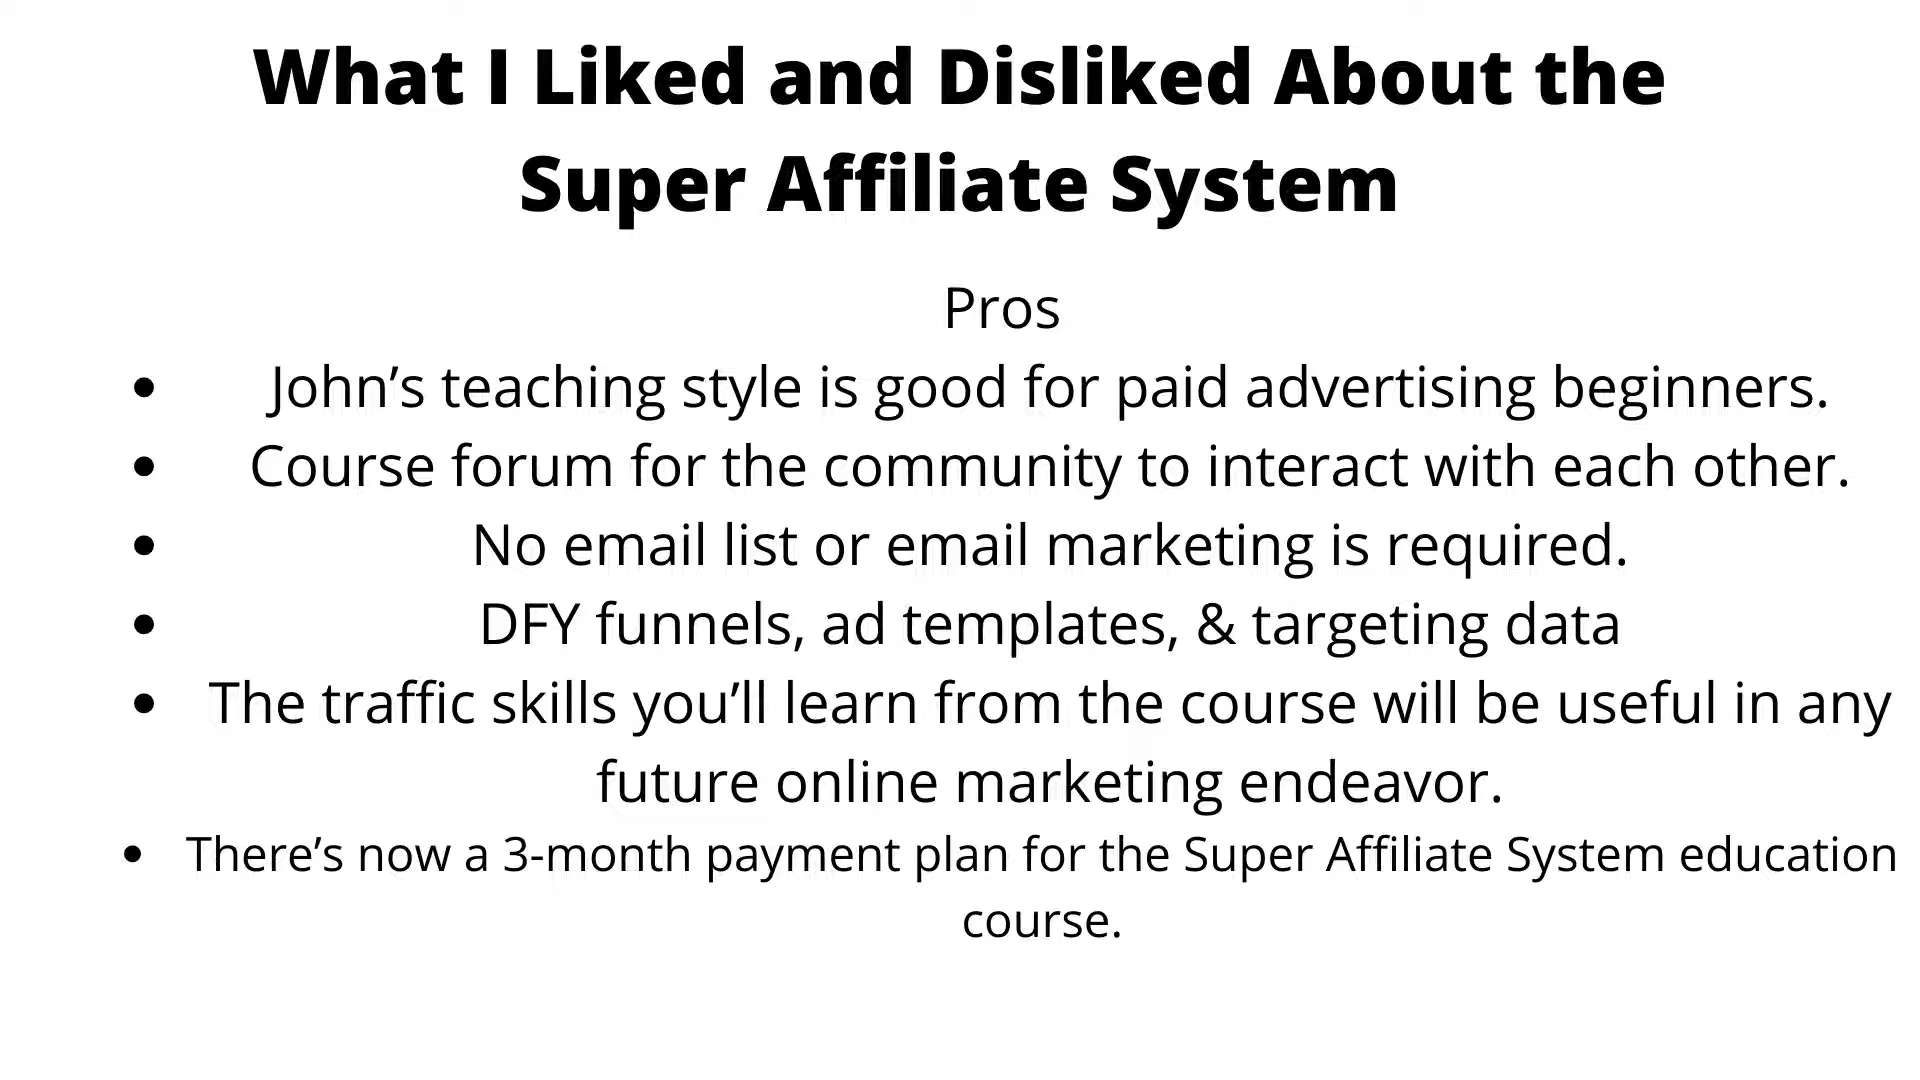 What I Liked and Disliked About the
Super Affiliate System
Pros
• John’s teaching style is good for paid advertising beginners.
• Course forum for the community to interact with each other.
• No email list or email marketing is required.
• DFY funnels, ad templates, & targeting data
• The traffic skills you’ll learn from the course will be useful in any
future online marketing endeavor.
• There’s now a 3-month payment plan for the Super Affiliate System education
course.